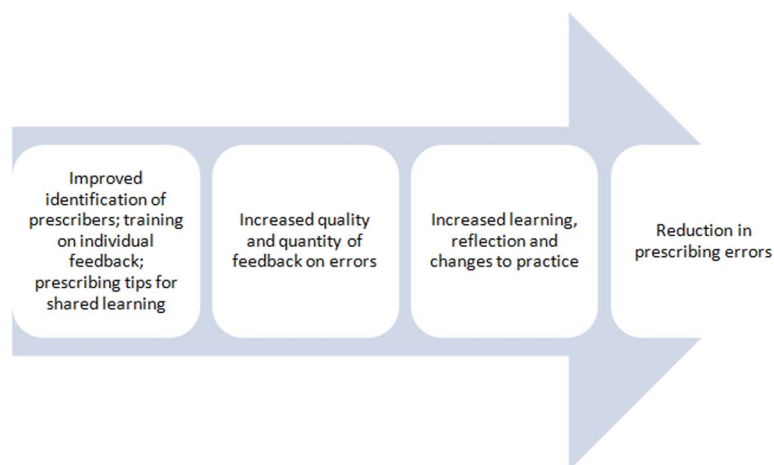 Improved
identification of
prescribers; training
on individual
feedback;
prescribing tips for
shared learning
Increased quality
and quantity of
feedback on errors
Increased learning,
reflection and
changes to practice
Reduction in
prescribing errors